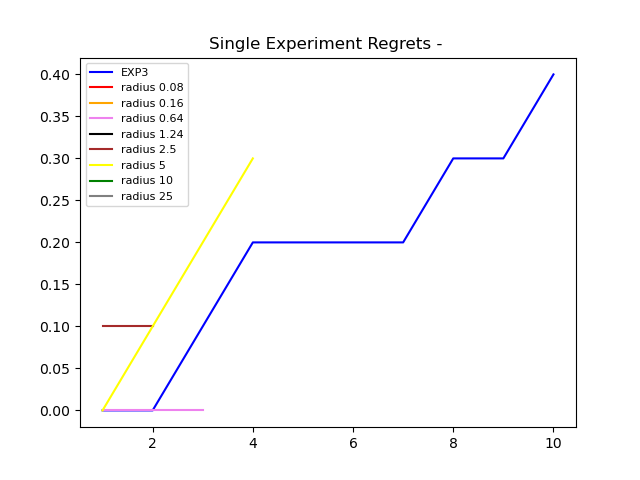 Single Experiment Regrets -
0.40
0.35
0.30
0.25
0.20
0.15
0.10
0.05
0.00
EXP3
radius 0.08
radius 0.16
radius 0.64
radius 1.24
radius 2.5
radius 5
radius 10
radius 25
2 4 6 8 10